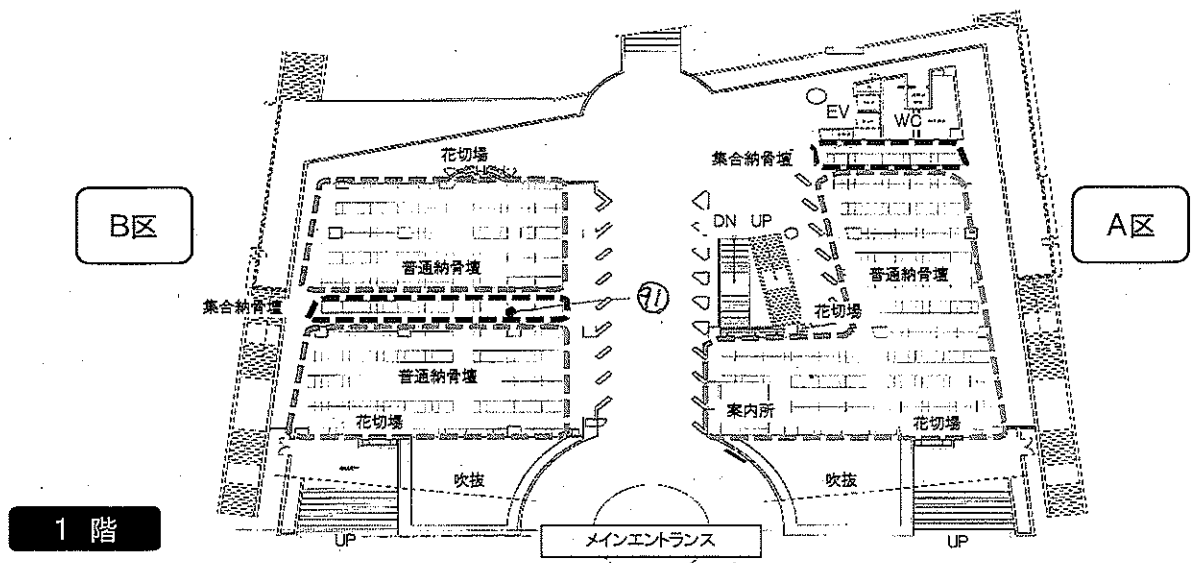 花切場
EV
WC
集合納骨壇
B区
A区
DN UP
普通納骨壇
普通納骨壇
集合納骨壇
花切場
普通納骨壇
案内所
花切場
花切場
吹抜
吹抜
1 階
UP
メインエントランス
UP